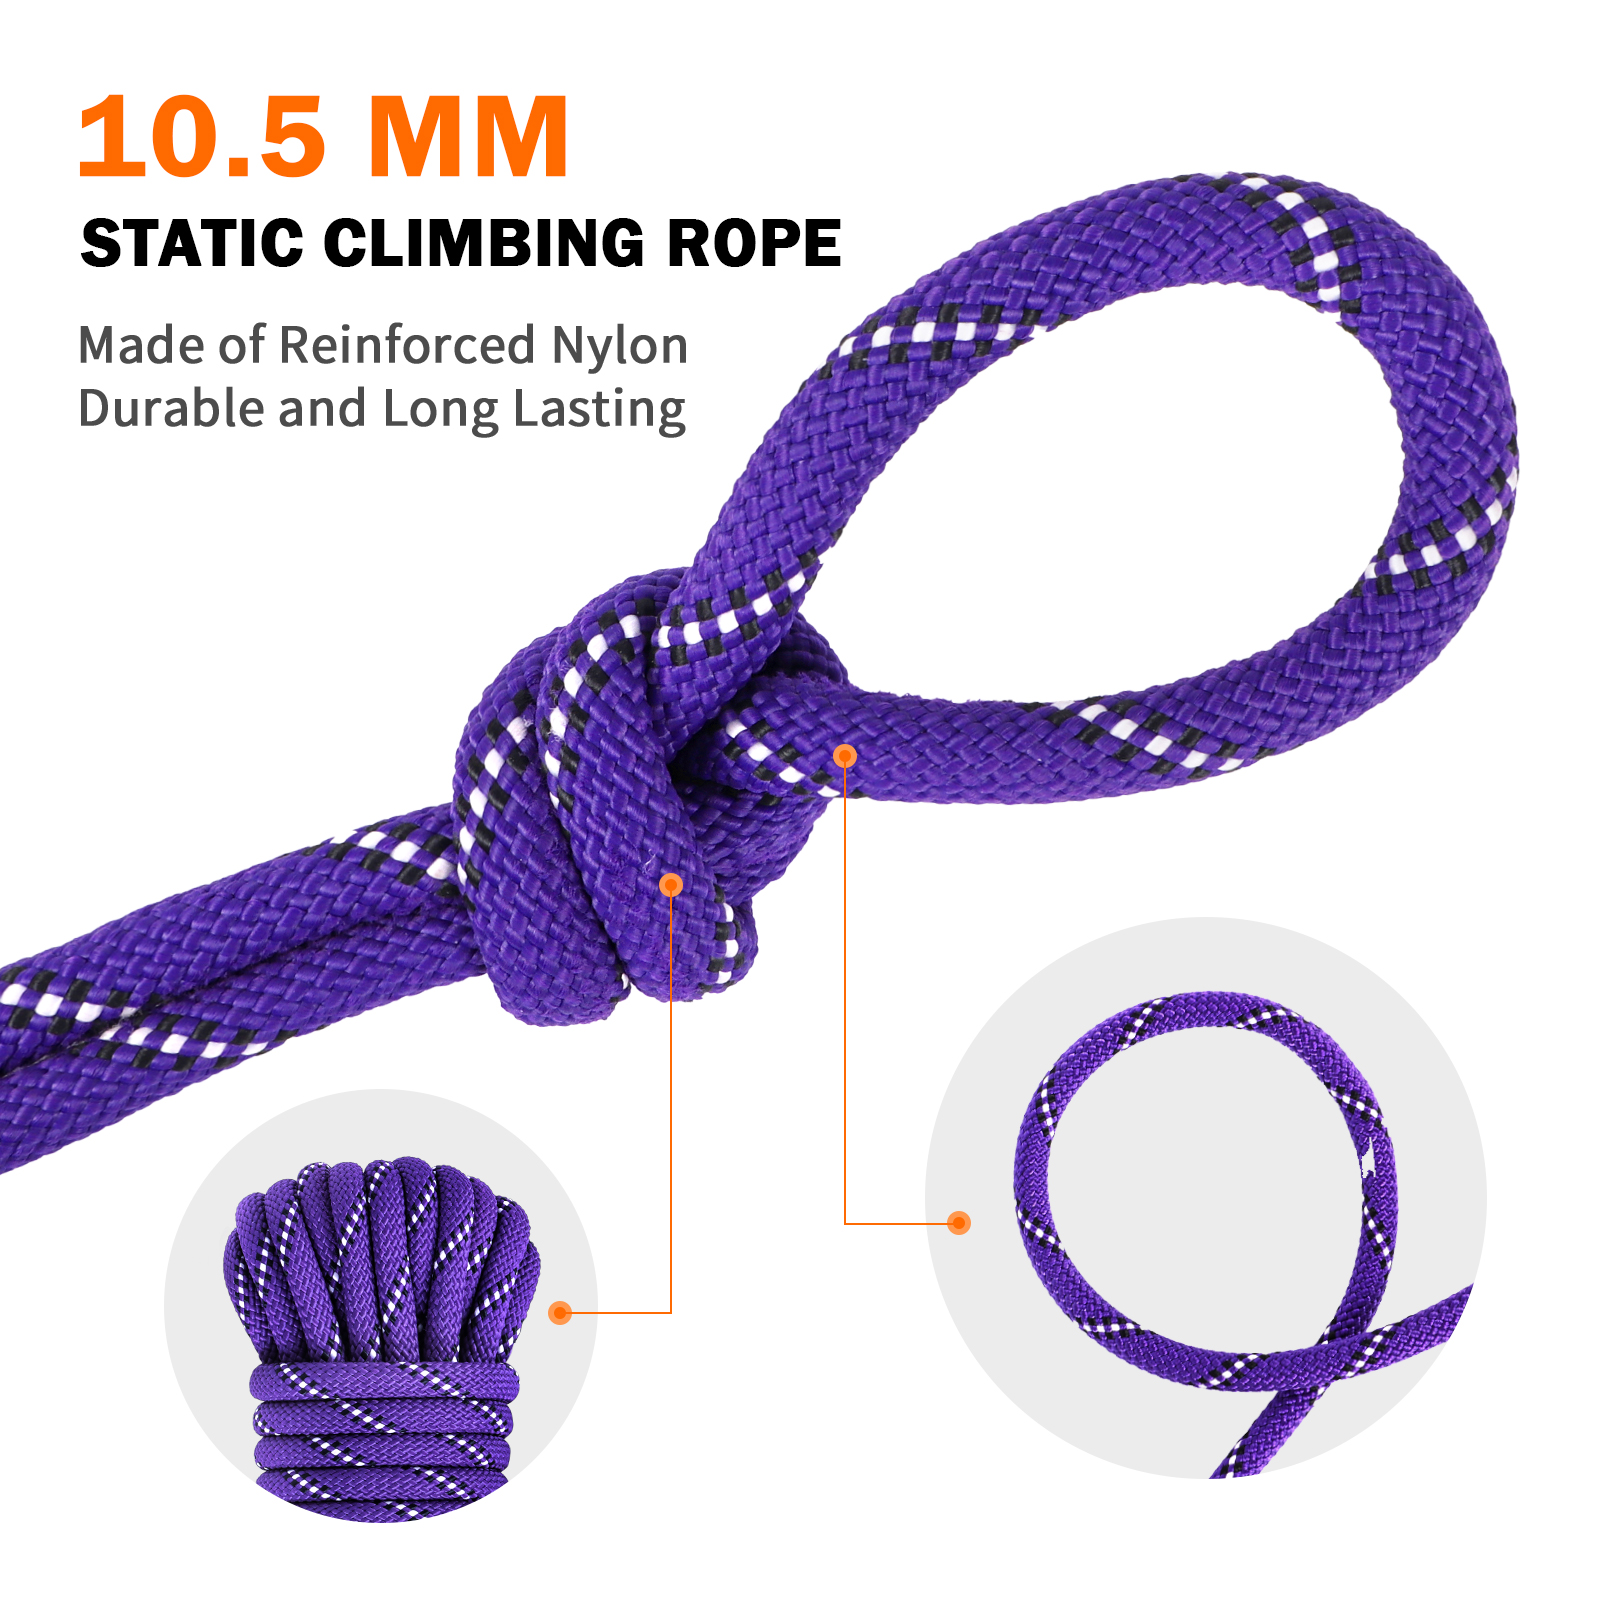 10.5 MM
STATIC CLIMBING ROPE
Made of Reinforced Nylon
Durable and Long Lasting